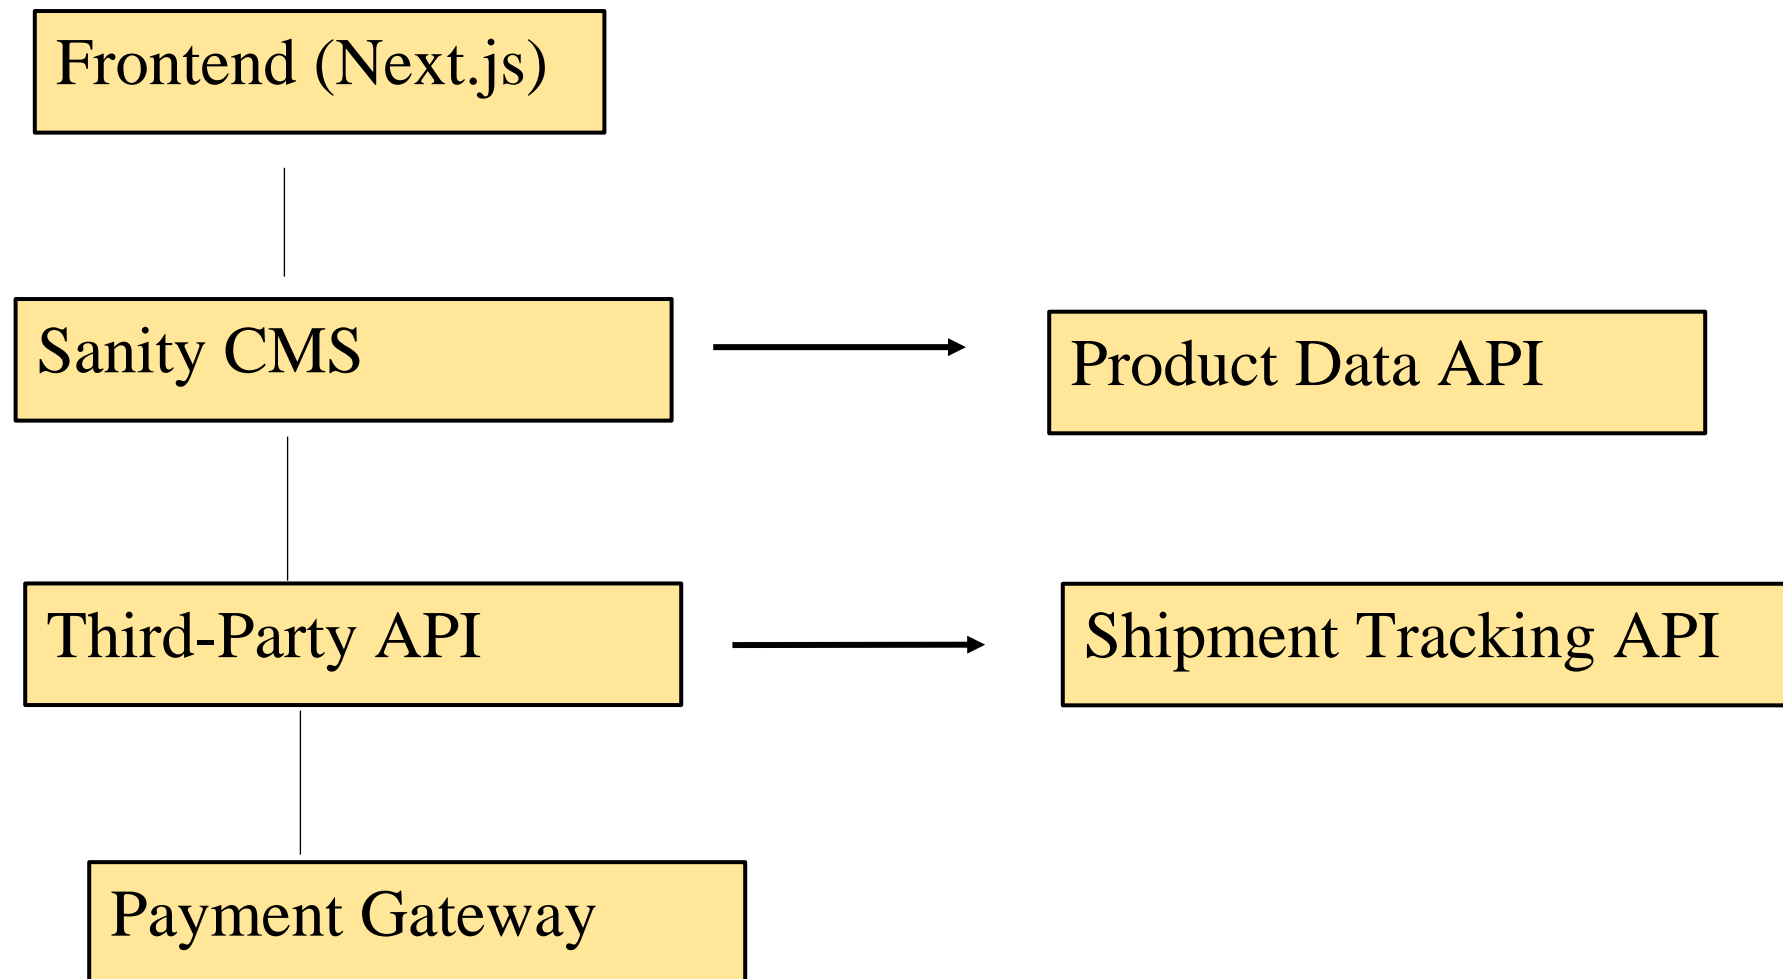 Frontend (Next.js)
Sanity CMS
Product Data API
Third-Party API
Shipment Tracking API
Payment Gateway